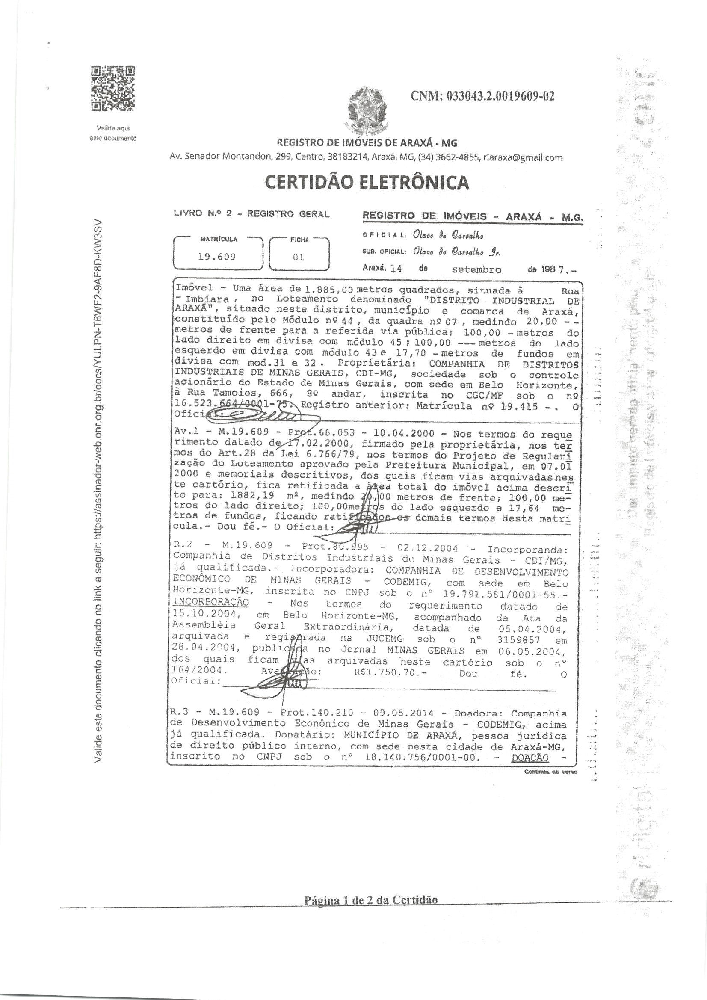 CNM: 033043.2.0019609-02
Valide aqui
este documento
REGISTRO DE IMÓVEIS DE ARAXÁ - MG
Av. Senador Montandon, 299, Centro, 38183214, Araxá, MG, (34) 3662-4855, riaraxa@gmail.com
CERTIDÃO ELETRÔNICA
LIVRO N.º 2 - REGISTRO GERAL
REGISTRO DE IMÓVEIS - ARAXÁ - M.G.
MATRÍCULA
19.609
FICHA
01
OFICIAL: Olavo de Carvalho
SUB. OFICIAL: Olavo de Carvalho Jr.
Araxá, 14 de setembro de 1987.-
Imóvel - Uma área de 1.885,00 metros quadrados, situada à Rua
- Imbiara, no Loteamento denominado "DISTRITO INDUSTRIAL DE
ARAXÁ", situado neste distrito, município e comarca de Araxá,
constituído pelo Módulo nº 44, da quadra nº 07, medindo 20,00 --
metros de frente para a referida via pública; 100,00 - metros do
lado direito em divisa com módulo 45; 100,00 --- metros do lado
esquerdo em divisa com módulo 43 e 17,70 - metros de fundos em
divisa com mod.31 e 32. Proprietária: COMPANHIA DE DISTRITOS
INDUSTRIAIS DE MINAS GERAIS, CDI-MG, sociedade sob o controle
acionário do Estado de Minas Gerais, com sede em Belo Horizonte,
à Rua Tamoios, 666, 8º andar, inscrita no CGC/MF sob o nº
16.523.664/0001-75. Registro anterior: Matrícula nº 19.415 -. O
Oficial:
Av.1 - M.19.609 - Prot.66.053 - 10.04.2000 - Nos termos do reque
rimento datado de 17.02.2000, firmado pela proprietária, nos ter
mos do Art.28 da Lei 6.766/79, nos termos do Projeto de Regulari
zação do Loteamento aprovado pela Prefeitura Municipal, em 07.01
2000 e memoriais descritivos, dos quais ficam vias arquivadas nes
te cartório, fica retificada a área total do imóvel acima descri
to para: 1882,19 m², medindo 20,00 metros de frente; 100,00 me-
tros do lado direito; 100,00metros do lado esquerdo e 17,64 me-
tros de fundos, ficando ratificados os demais termos desta matri
cula.- Dou fé.- O Oficial:
R.2 - M.19.609 - Prot.80.995 - 02.12.2004 - Incorporanda:
Companhia de Distritos Industriais de Minas Gerais - CDI/MG,
já qualificada.- Incorporadora: COMPANHIA DE DESENVOLVIMENTO
ECONÔMICO DE MINAS GERAIS - CODEMIG, com sede em Belo
Horizonte-MG, inscrita no CNPJ sob o n° 19.791.581/0001-55.-
INCORPORAÇÃO - Nos termos do requerimento datado de
15.10.2004, em Belo Horizonte-MG, acompanhado da Ata da
Assembléia Geral Extraordinária, datada de 05.04.2004,
arquivada e registrada na JUCEMG sob o n° 3159857 em
28.04.2004, publicada no Jornal MINAS GERAIS em 06.05.2004,
dos quais ficam vias arquivadas neste cartório sob o n°
164/2004. Avaliação: R$1.750,70.- Dou fé. O
Oficial:
R.3 - M.19.609 - Prot.140.210 - 09.05.2014 - Doadora: Companhia
de Desenvolvimento Econônico de Minas Gerais - CODEMIG, acima
já qualificada. Donatário: MUNICÍPIO DE ARAXÁ, pessoa jurídica
de direito público interno, com sede nesta cidade de Araxá-MG,
inscrito no CNPJ sob o n° 18.140.756/0001-00. - DOAÇÃO -
Continua no verso
Valide este documento clicando no link a seguir: https://assinador-web.onr.org.br/docs/YULPN-T6WF2-9AF8D-KW3SV
Página 1 de 2 da Certidão